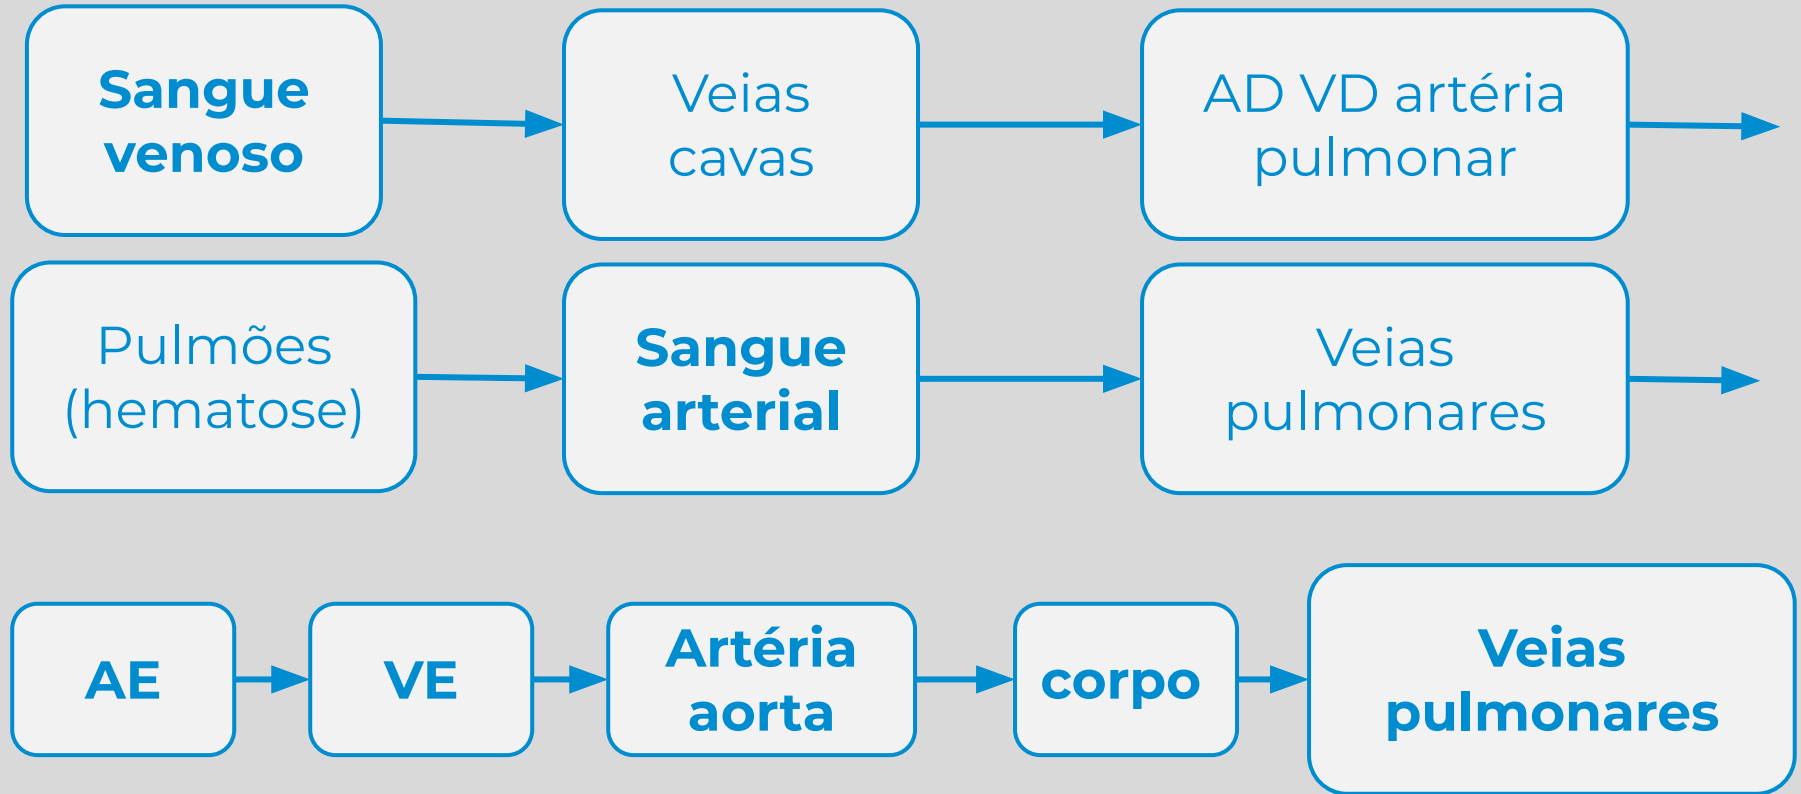 Sangue
venoso
Veias
cavas
AD VD artéria
pulmonar
Pulmões
(hematose)
Sangue
arterial
Veias
pulmonares
AE
VE
Artéria
aorta
corpo
Veias
pulmonares